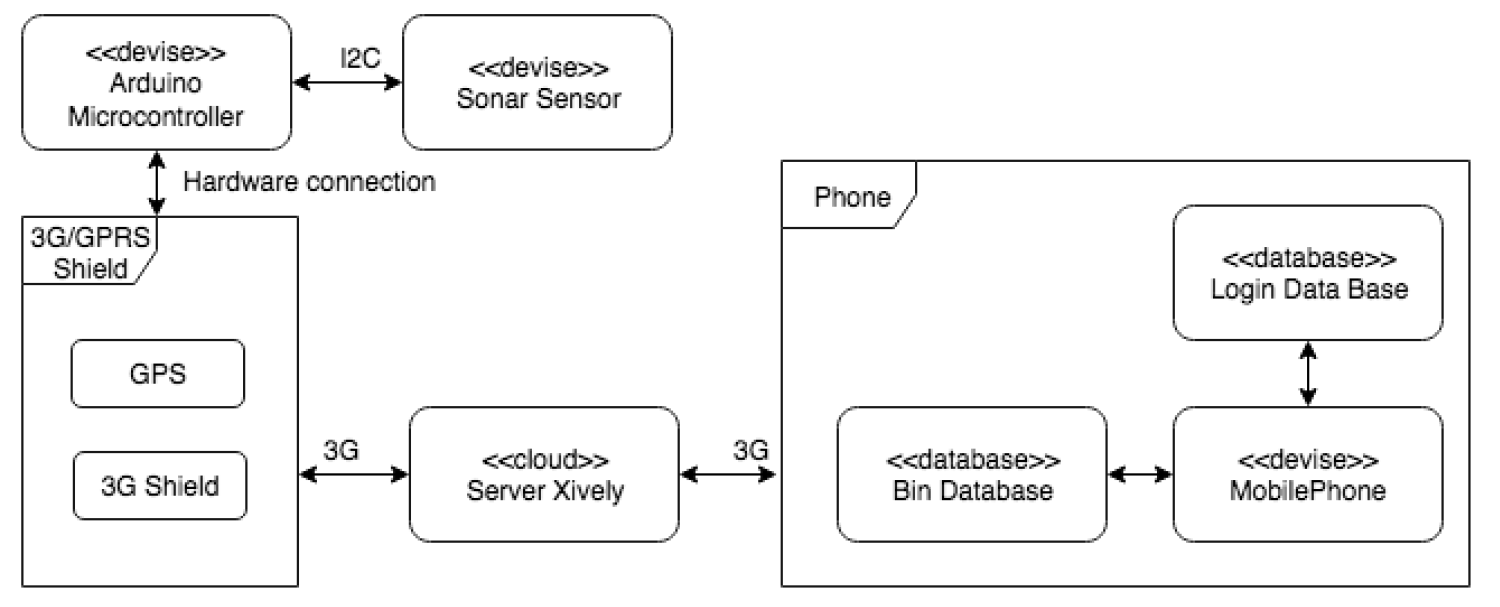 <<devise>>
Arduino
Microcontroller
I2C
<<devise>>
Sonar Sensor
Hardware connection
3G/GPRS
Shield
GPS
3G Shield
3G
<<cloud>>
Server Xively
3G
Phone
<<database>>
Login Data Base
<<database>>
Bin Database
<<devise>>
MobilePhone